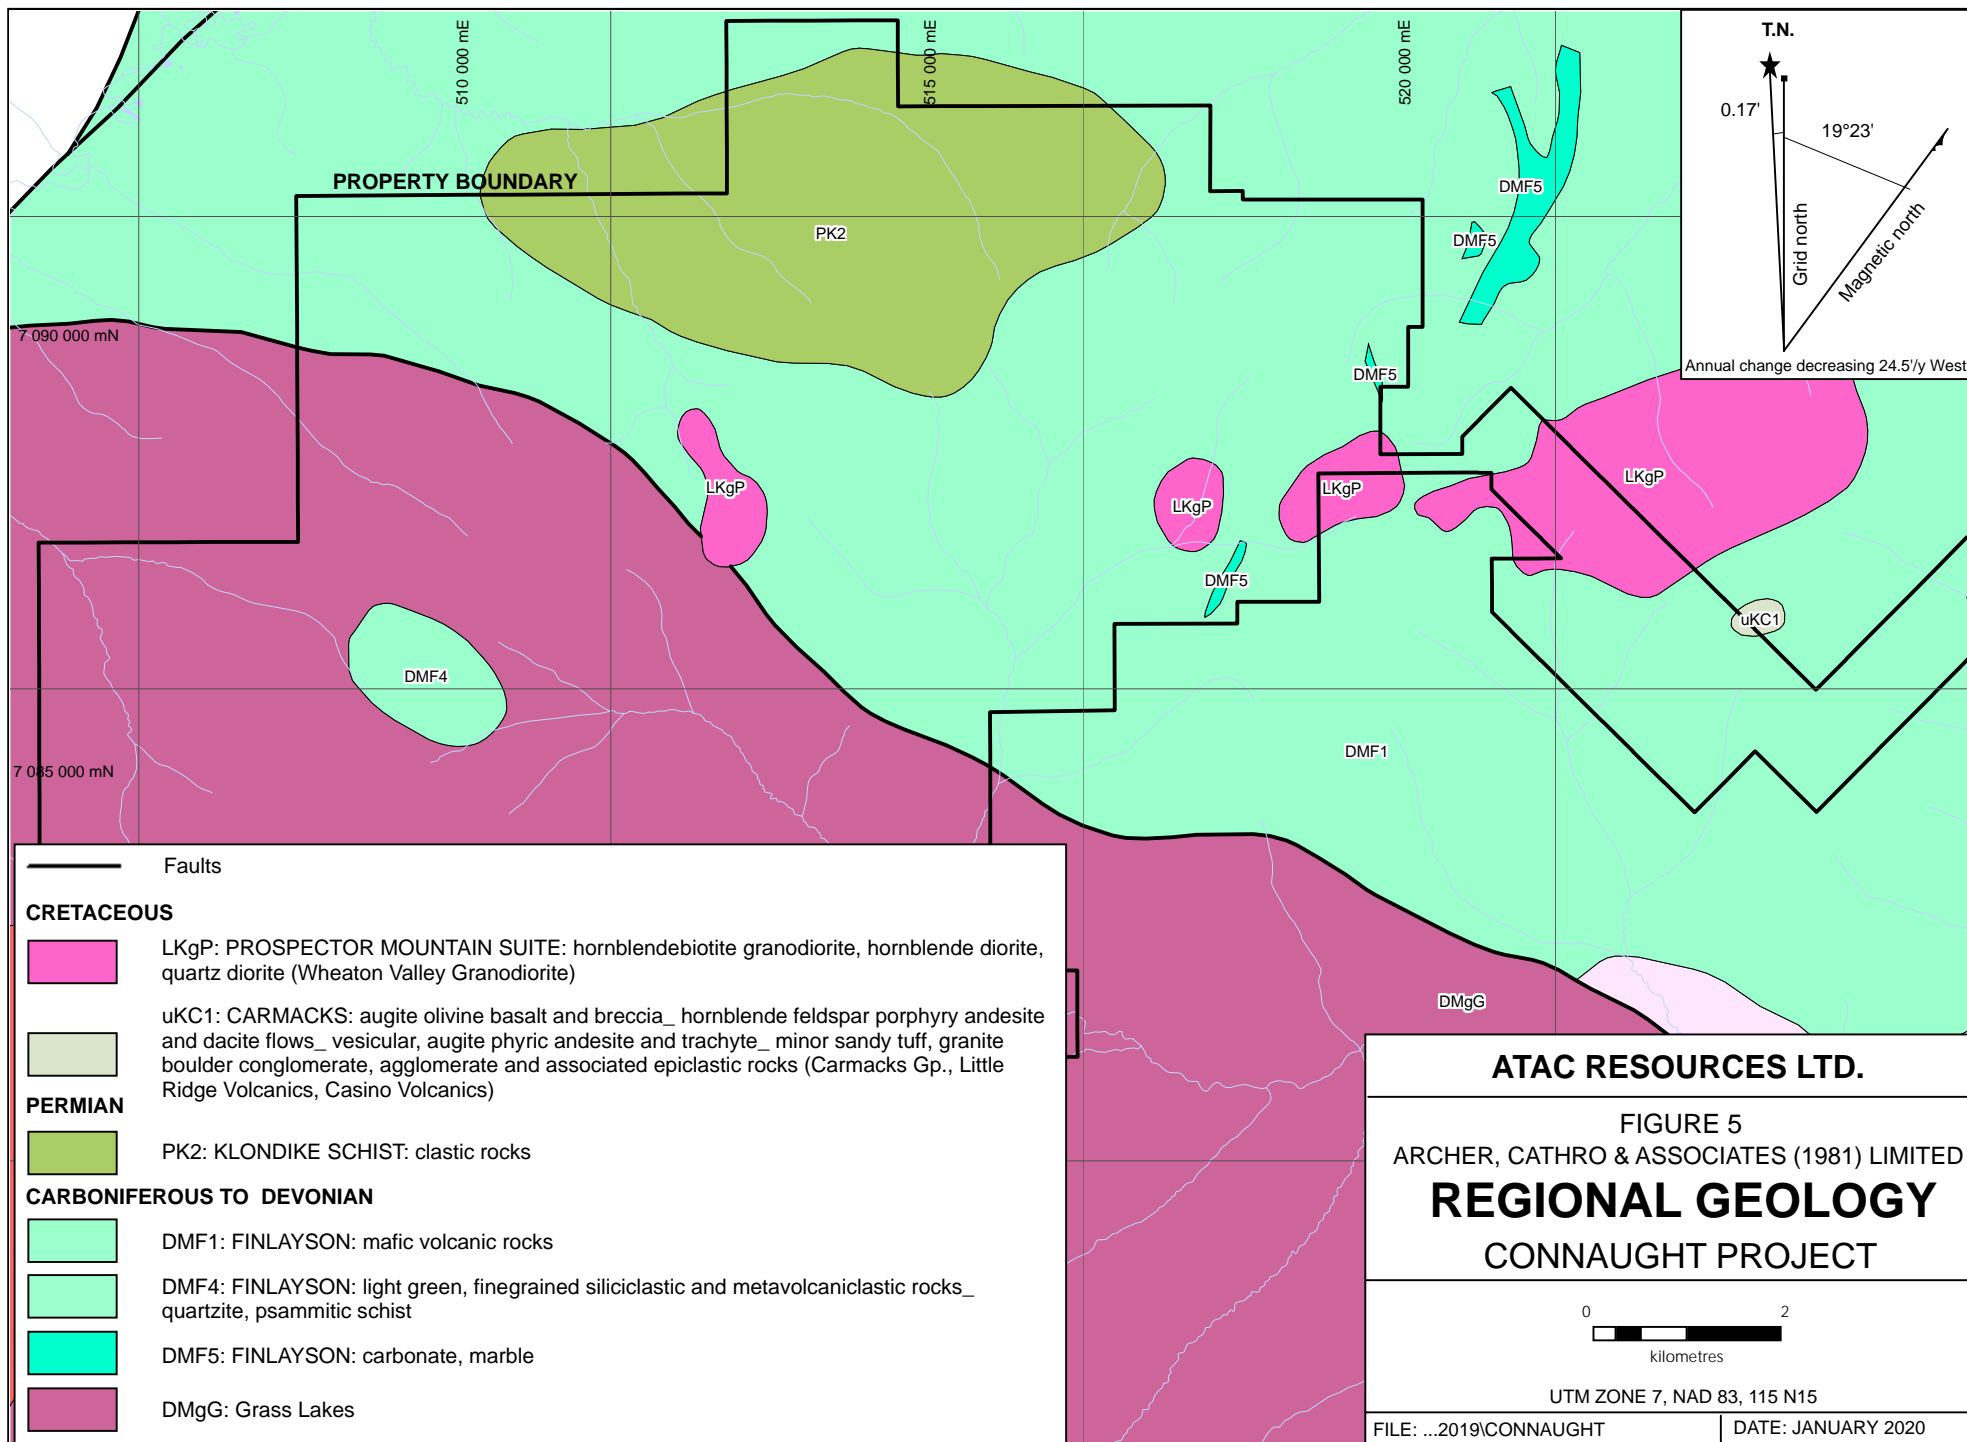 510 000 mE
515 000 mE
520 000 mE
T.N.
0.17'
19°23'
Grid north
Magnetic north
Annual change decreasing 24.5'/y West
PROPERTY BOUNDARY
PK2
DMF5
DMF5
DMF5
7 090 000 mN
LKgP
LKgP
LKgP
LKgP
DMF5
uKC1
DMF4
DMF1
7 085 000 mN
DMgG
Faults
CRETACEOUS
LKgP: PROSPECTOR MOUNTAIN SUITE: hornblendebiotite granodiorite, hornblende diorite,
quartz diorite (Wheaton Valley Granodiorite)
uKC1: CARMACKS: augite olivine basalt and breccia_ hornblende feldspar porphyry andesite
and dacite flows_ vesicular, augite phyric andesite and trachyte_ minor sandy tuff, granite
boulder conglomerate, agglomerate and associated epiclastic rocks (Carmacks Gp., Little
Ridge Volcanics, Casino Volcanics)
PERMIAN
PK2: KLONDIKE SCHIST: clastic rocks
CARBONIFEROUS TO DEVONIAN
DMF1: FINLAYSON: mafic volcanic rocks
DMF4: FINLAYSON: light green, finegrained siliciclastic and metavolcaniclastic rocks_
quartzite, psammitic schist
DMF5: FINLAYSON: carbonate, marble
DMgG: Grass Lakes
ATAC RESOURCES LTD.
FIGURE 5
ARCHER, CATHRO & ASSOCIATES (1981) LIMITED
REGIONAL GEOLOGY
CONNAUGHT PROJECT
0 2
kilometres
UTM ZONE 7, NAD 83, 115 N15
FILE: ...2019\CONNAUGHT
DATE: JANUARY 2020